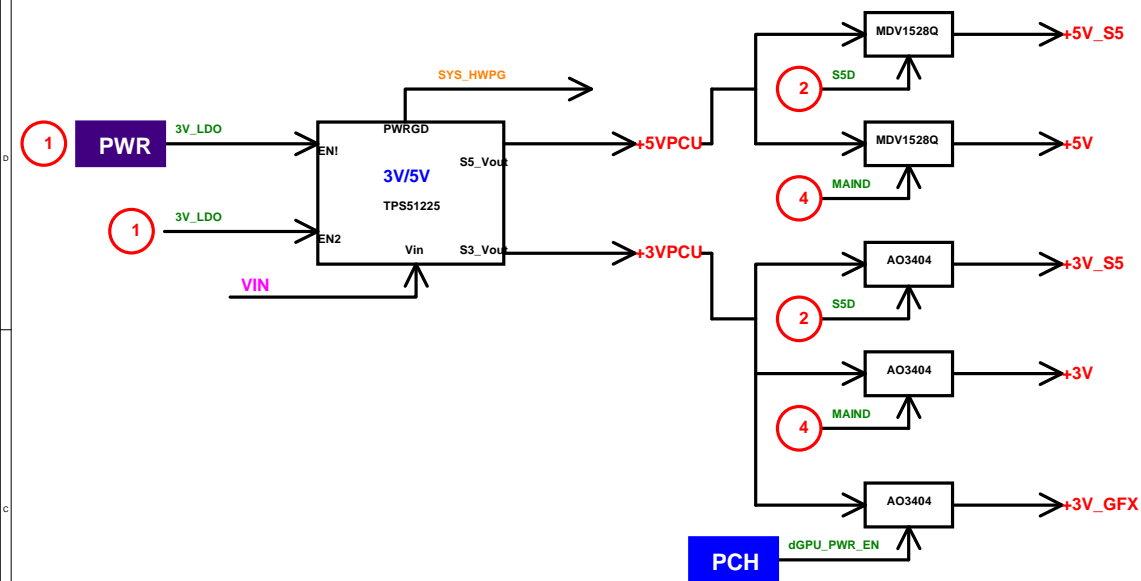 MDV1528Q
+5V_S5
SYS_HWPG
2
S5D
1
PWR
3V_LDO
PWRGD
EN!
S5_Vout
+5VPCU
MDV1528Q
+5V
D
3V/5V
TPS51225
4
MAIND
1
3V_LDO
EN2
Vin
S3_Vout
+3VPCU
AO3404
+3V_S5
VIN
2
S5D
AO3404
+3V
4
MAIND
C
AO3404
+3V_GFX
PCH
dGPU_PWR_EN